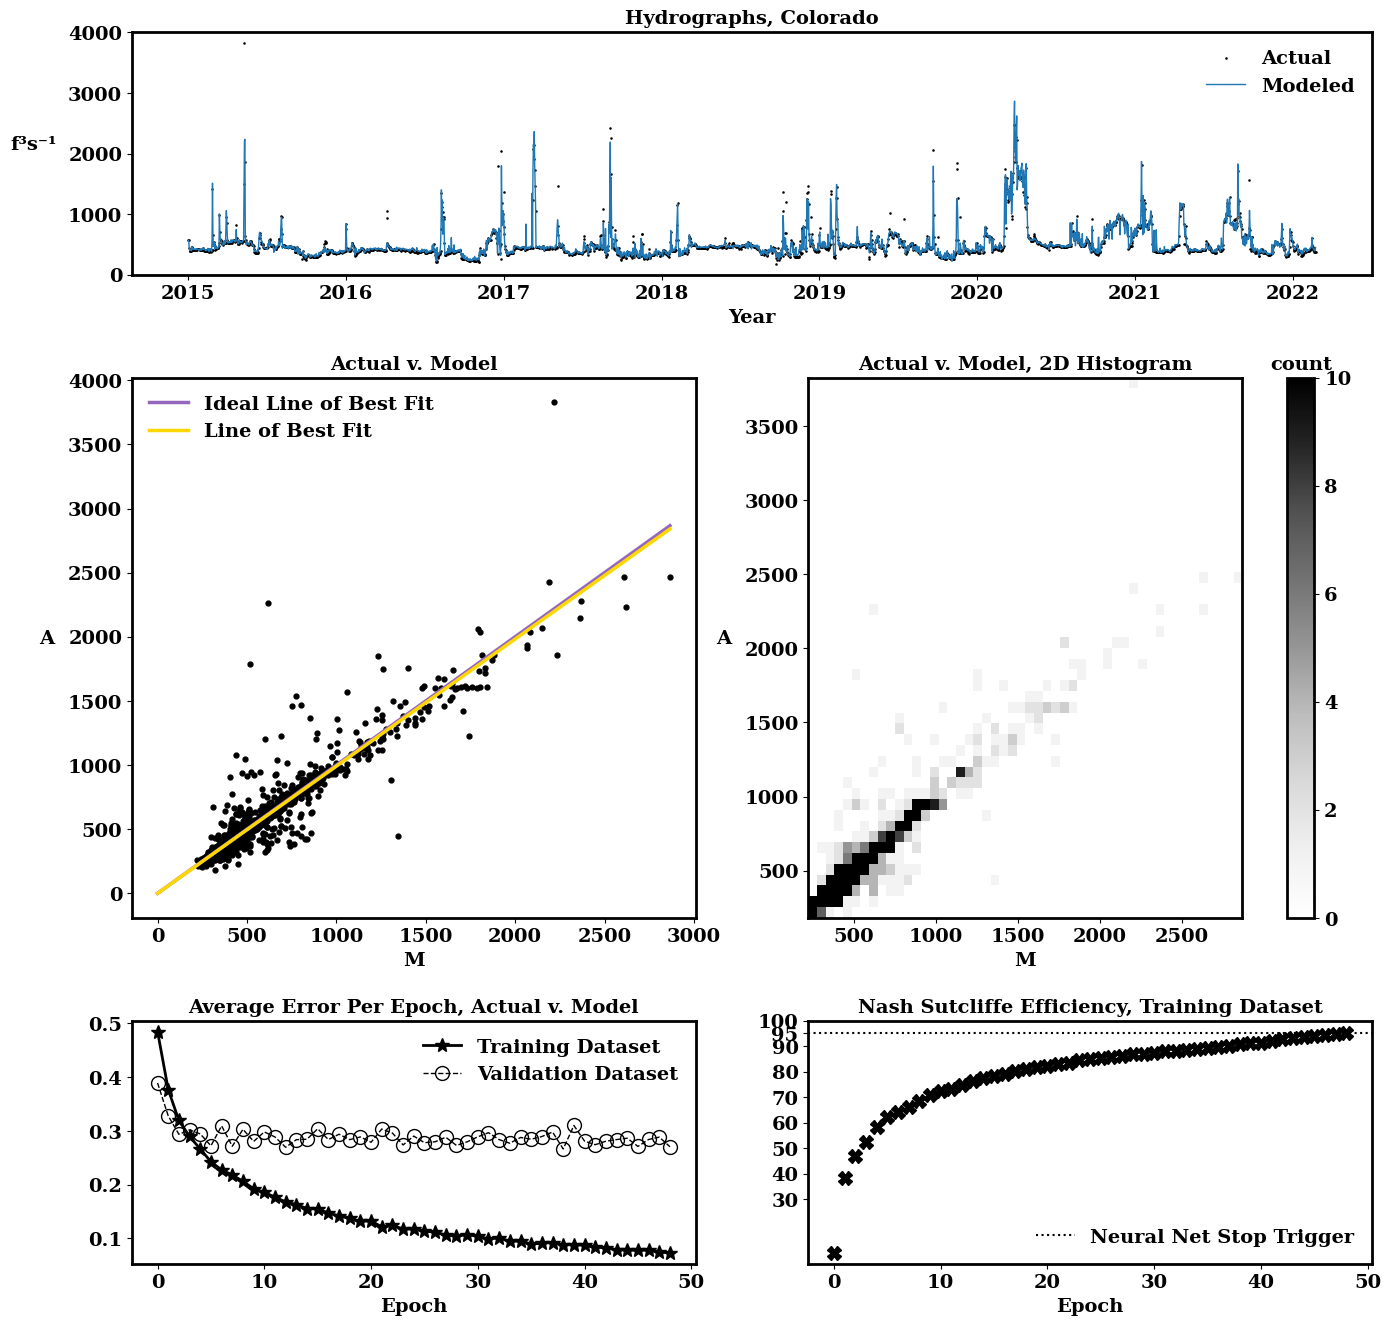 Hydrographs, Colorado
4000
3000
2000
1000
0
f³s⁻¹
Actual
Modeled
2015 2016 2017 2018 2019 2020 2021 2022
Year
Actual v. Model
4000
3500
3000
2500
2000
1500
1000
500
0
A
Ideal Line of Best Fit
Line of Best Fit
0 500 1000 1500 2000 2500 3000
M
Actual v. Model, 2D Histogram
3500
3000
2500
2000
1500
1000
500
A
500 1000 1500 2000 2500
M
count
10
8
6
4
2
0
Average Error Per Epoch, Actual v. Model
0.5
0.4
0.3
0.2
0.1
Training Dataset
Validation Dataset
0 10 20 30 40 50
Epoch
Nash Sutcliffe Efficiency, Training Dataset
100
95
90
80
70
60
50
40
30
Neural Net Stop Trigger
0 10 20 30 40 50
Epoch